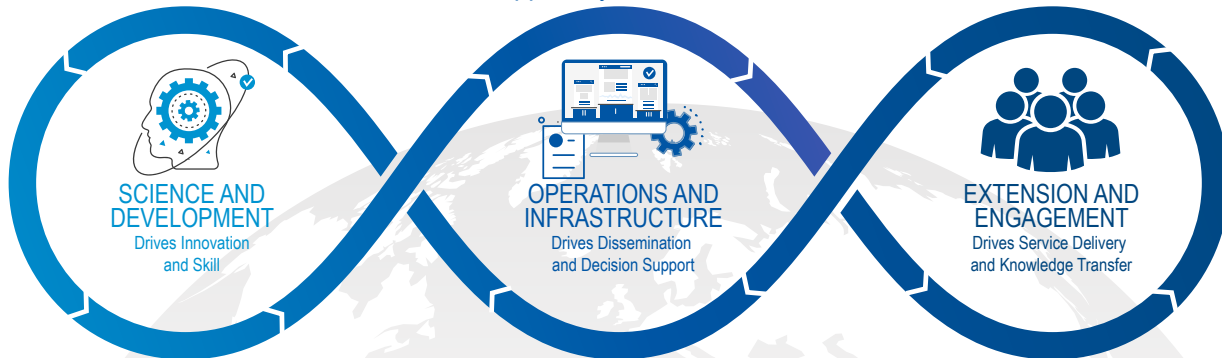 SCIENCE AND
DEVELOPMENT
Drives Innovation
and Skill
OPERATIONS AND
INFRASTRUCTURE
Drives Dissemination
and Decision Support
EXTENSION AND
ENGAGEMENT
Drives Service Delivery
and Knowledge Transfer